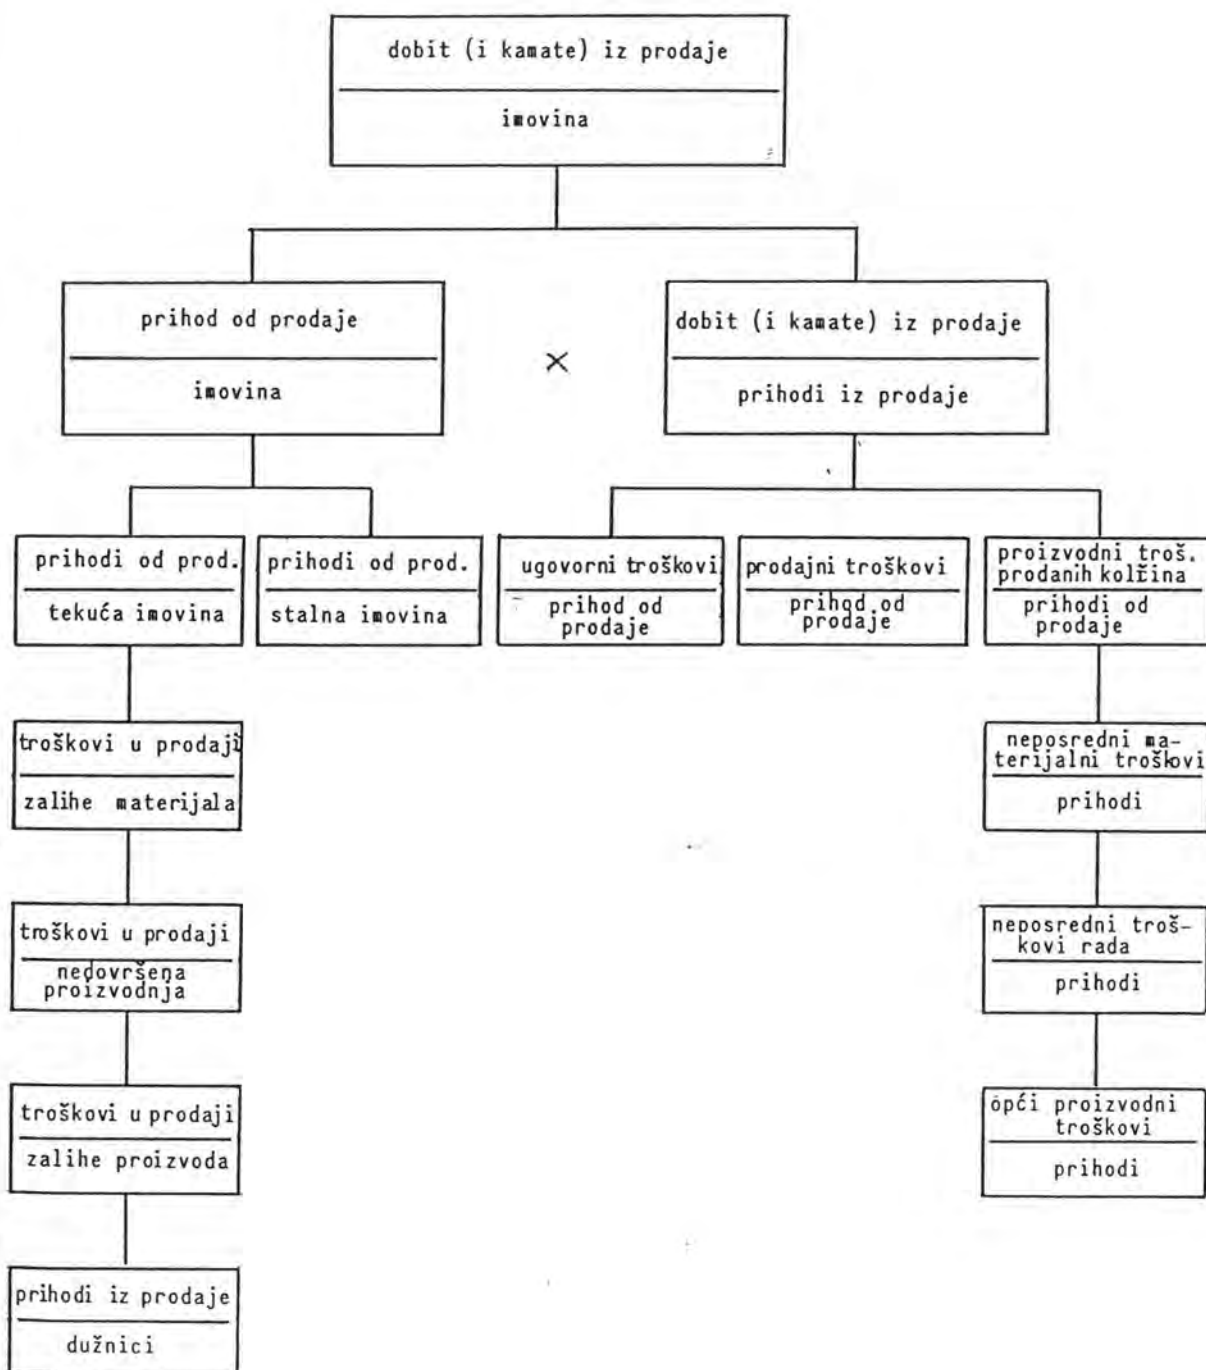 dobit (i kamate) iz prodaje
imovina
prihod od prodaje
imovina
×
dobit (i kamate) iz prodaje
prihodi iz prodaje
prihodi od prod.
tekuća imovina
prihodi od prod.
stalna imovina
ugovorni troškovi
prihod od
prodaje
prodajni troškovi
prihod od
prodaje
proizvodni troš.
prodanih kolžina
prihodi od
prodaje
troškovi u prodaji
zalihe materijala
neposredni ma-
terijalni troškovi
prihodi
troškovi u prodaji
nedovršena
proizvodnja
neposredni troš-
kovi rada
prihodi
troškovi u prodaji
zalihe proizvoda
opći proizvodni
troškovi
prihodi
prihodi iz prodaje
dužnici